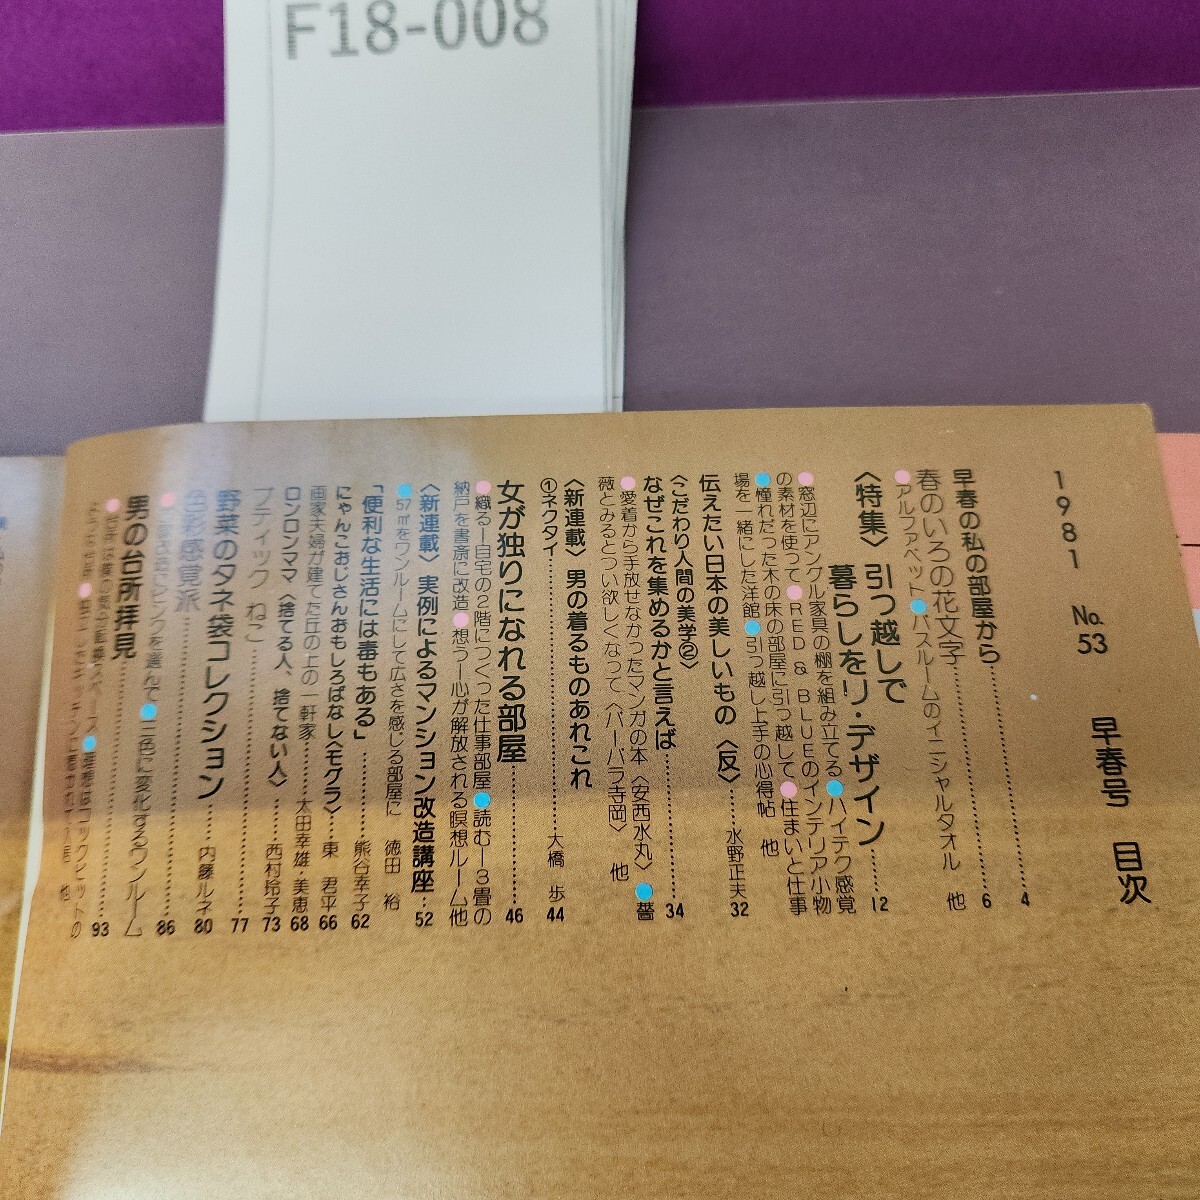 F18-008
1981 No.53 早春号 目次
早春の私の部屋から……4
春のいろの花文字……6
●アルファベット●バスルームのイニシャルタオル 他
〈特集〉引っ越しで
暮らしをリ・デザイン……12
●窓辺にアングル家具の棚を組み立てる●ハイテク感覚
の素材を使って●RED & BLUEのインテリア小物
●憧れだった木の床の部屋に引っ越して●住まいと仕事
場を一緒にした洋館●引っ越し上手の心得帖 他
伝えたい日本の美しいもの〈反〉……水野正夫 32
〈こだわり人間の美学②〉
なぜこれを集めるかと言えば……34
●愛着から手放せなかったマンガの本〈安西水丸〉●薔
薇とみるとつい欲しくなって〈バーバラ寺岡〉 他
〈新連載〉男の着るものあれこれ
①ネクタイ……大橋 歩 44
女が独りになれる部屋……46
●織る―自宅の2階につくった仕事部屋●読む―3畳の
納戸を書斎に改造●想う―心が解放される瞑想ルーム他
〈新連載〉実例によるマンション改造講座……52
●57㎡をワンルームにして広さを感じる部屋に 徳田 裕
「便利な生活には毒もある」……熊谷幸子 62
にゃんこおじさんおもしろばなし〈モグラ〉……東 君平 66
画家夫婦が建てた丘の上の一軒家……太田幸雄・美恵 68
ロンロンママ〈捨てる人、捨てない人〉……西村玲子 73
ブティック ねこ……77
野菜のタネ袋コレクション……内藤ルネ 80
色彩感覚派……86
ピンクを選んで●三色に変化するワンルーム
男の台所拝見……93